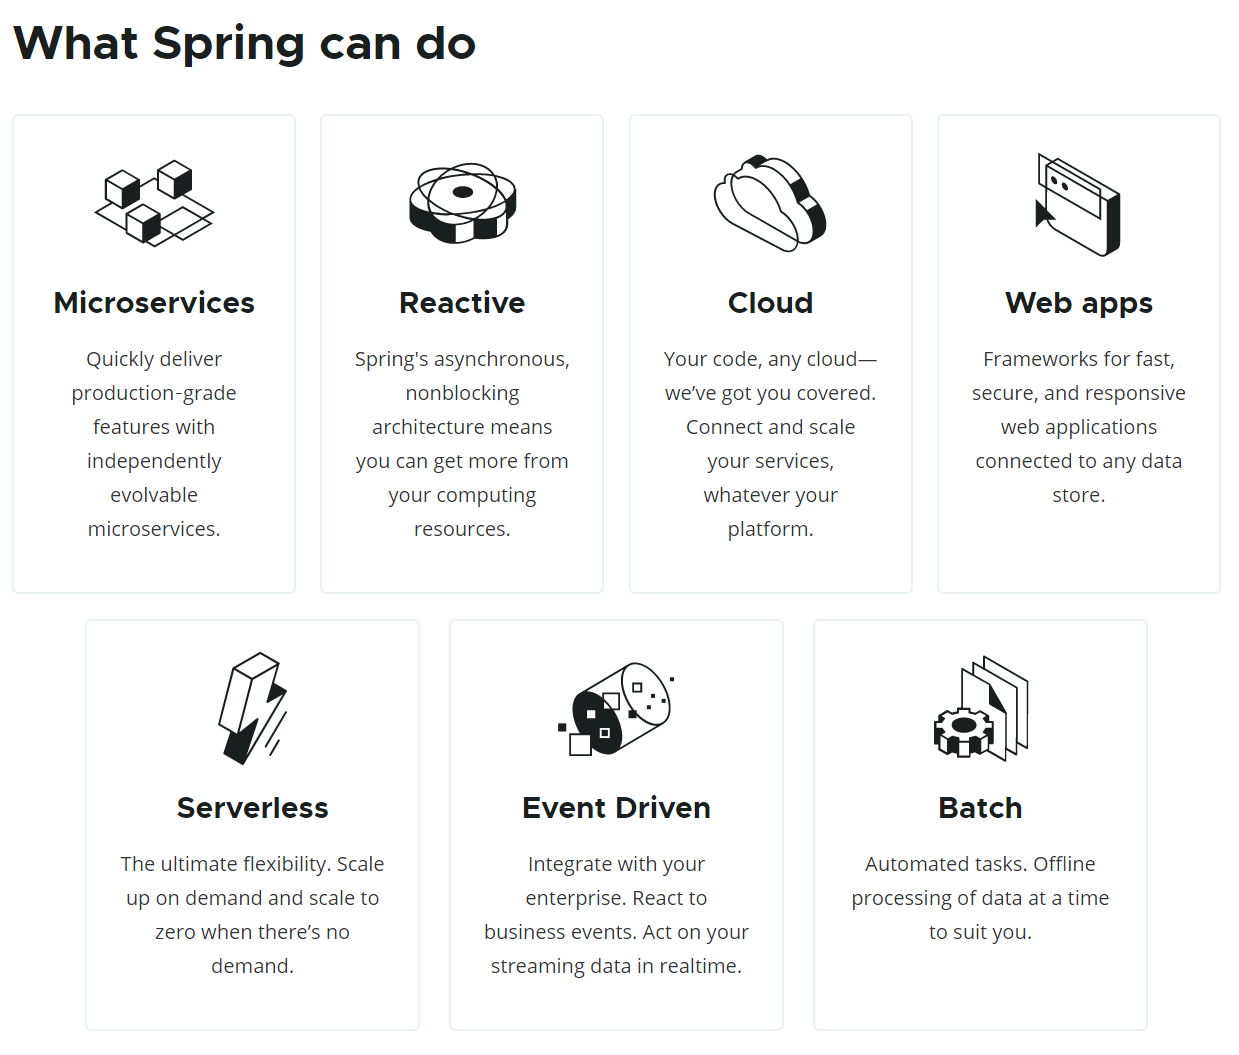 What Spring can do
Microservices
Quickly deliver
production-grade
features with
independently
evolvable
microservices.
Reactive
Spring's asynchronous,
nonblocking
architecture means
you can get more from
your computing
resources.
Cloud
Your code, any cloud—
we’ve got you covered.
Connect and scale
your services,
whatever your
platform.
Web apps
Frameworks for fast,
secure, and responsive
web applications
connected to any data
store.
Serverless
The ultimate flexibility. Scale
up on demand and scale to
zero when there’s no
demand.
Event Driven
Integrate with your
enterprise. React to
business events. Act on your
streaming data in realtime.
Batch
Automated tasks. Offline
processing of data at a time
to suit you.